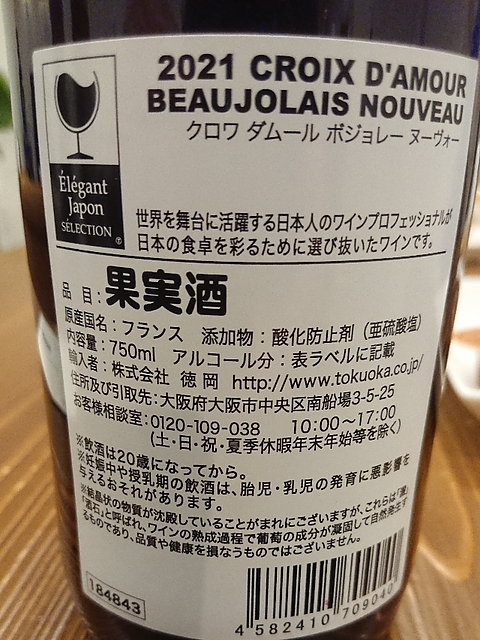 2021 CROIX D'AMOUR
BEAUJOLAIS NOUVEAU
クロワ ダムール ボジョレー ヌーヴォー
Élégant
Japon
SÉLECTION
世界を舞台に活躍する日本人のワインプロフェッショナルが
日本の食卓を彩るために選び抜いたワインです。
品 目：果実酒
原産国名：フランス 添加物：酸化防止剤（亜硫酸塩）
内容量：750ml アルコール分：表ラベルに記載
輸入者：株式会社 徳岡 http://www.tokuoka.co.jp/
住所及び引取先：大阪府大阪市中央区南船場3-5-25
お客様相談室：0120-109-038 10:00～17:00
(土・日・祝・夏季休暇年末年始等を除く)
※飲酒は20歳になってから。
※妊娠中や授乳期の飲酒は、胎児・乳児の発育に悪影響を
与えるおそれがあります。
※結晶状の物質が沈殿していることがまれにございますが、これらは「澱」
「酒石」と呼ばれ、ワインの熟成過程で葡萄の成分が凝固して自然発生す
るものであり、品質や健康を損なうものではございません。
184843
4 582410 709040